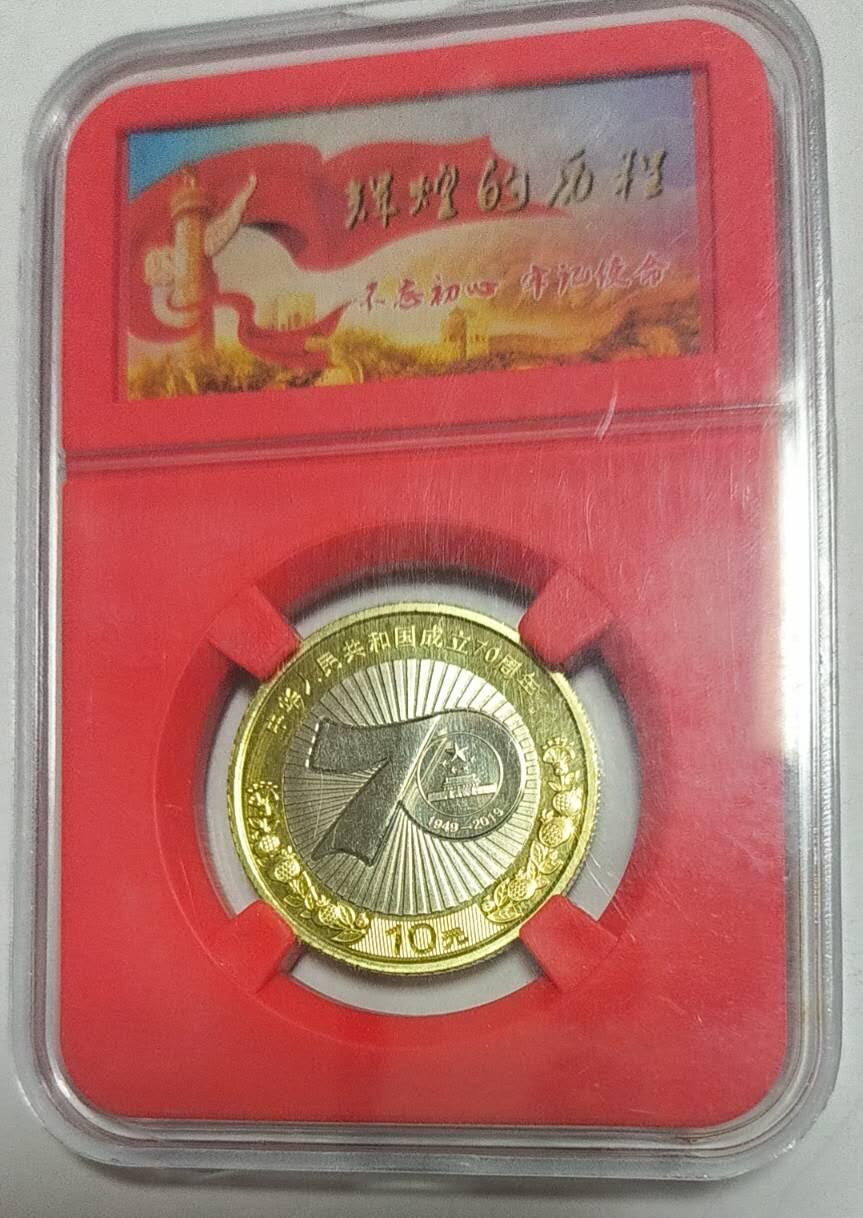 辉煌的历程
不忘初心 牢记使命
中华人民共和国成立70周年
70
1949—2019
10元